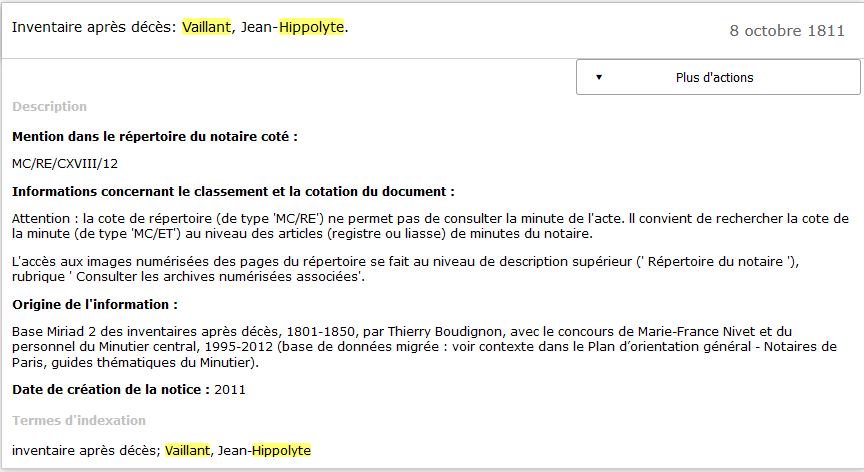 Inventaire après décès: Vaillant, Jean-Hippolyte.
8 octobre 1811
Plus d'actions
Description
Mention dans le répertoire du notaire coté :
MC/RE/CXVIII/12
Informations concernant le classement et la cotation du document :
Attention : la cote de répertoire (de type 'MC/RE') ne permet pas de consulter la minute de l'acte. Il convient de rechercher la cote de
la minute (de type 'MC/ET') au niveau des articles (registre ou liasse) de minutes du notaire.
L'accès aux images numérisées des pages du répertoire se fait au niveau de description supérieur (' Répertoire du notaire '),
rubrique ' Consulter les archives numérisées associées'.
Origine de l'information :
Base Miriad 2 des inventaires après décès, 1801-1850, par Thierry Boudignon, avec le concours de Marie-France Nivet et du
personnel du Minutier central, 1995-2012 (base de données migrée : voir contexte dans le Plan d’orientation général - Notaires de
Paris, guides thématiques du Minutier).
Date de création de la notice : 2011
Termes d'indexation
inventaire après décès; Vaillant, Jean-Hippolyte